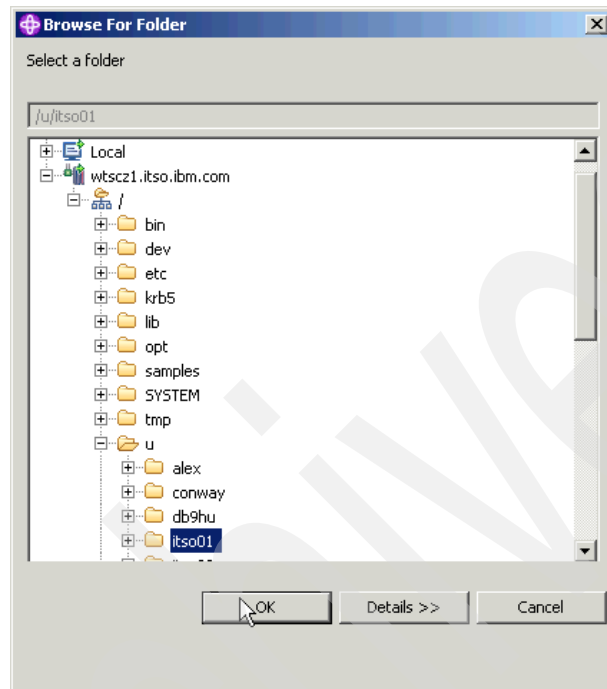 Browse For Folder
Select a folder
/u/itso01
Local
wtscz1.itso.ibm.com
/
bin
dev
etc
krb5
lib
opt
samples
SYSTEM
tmp
u
alex
conway
db9hu
itso01
OK Details >> Cancel